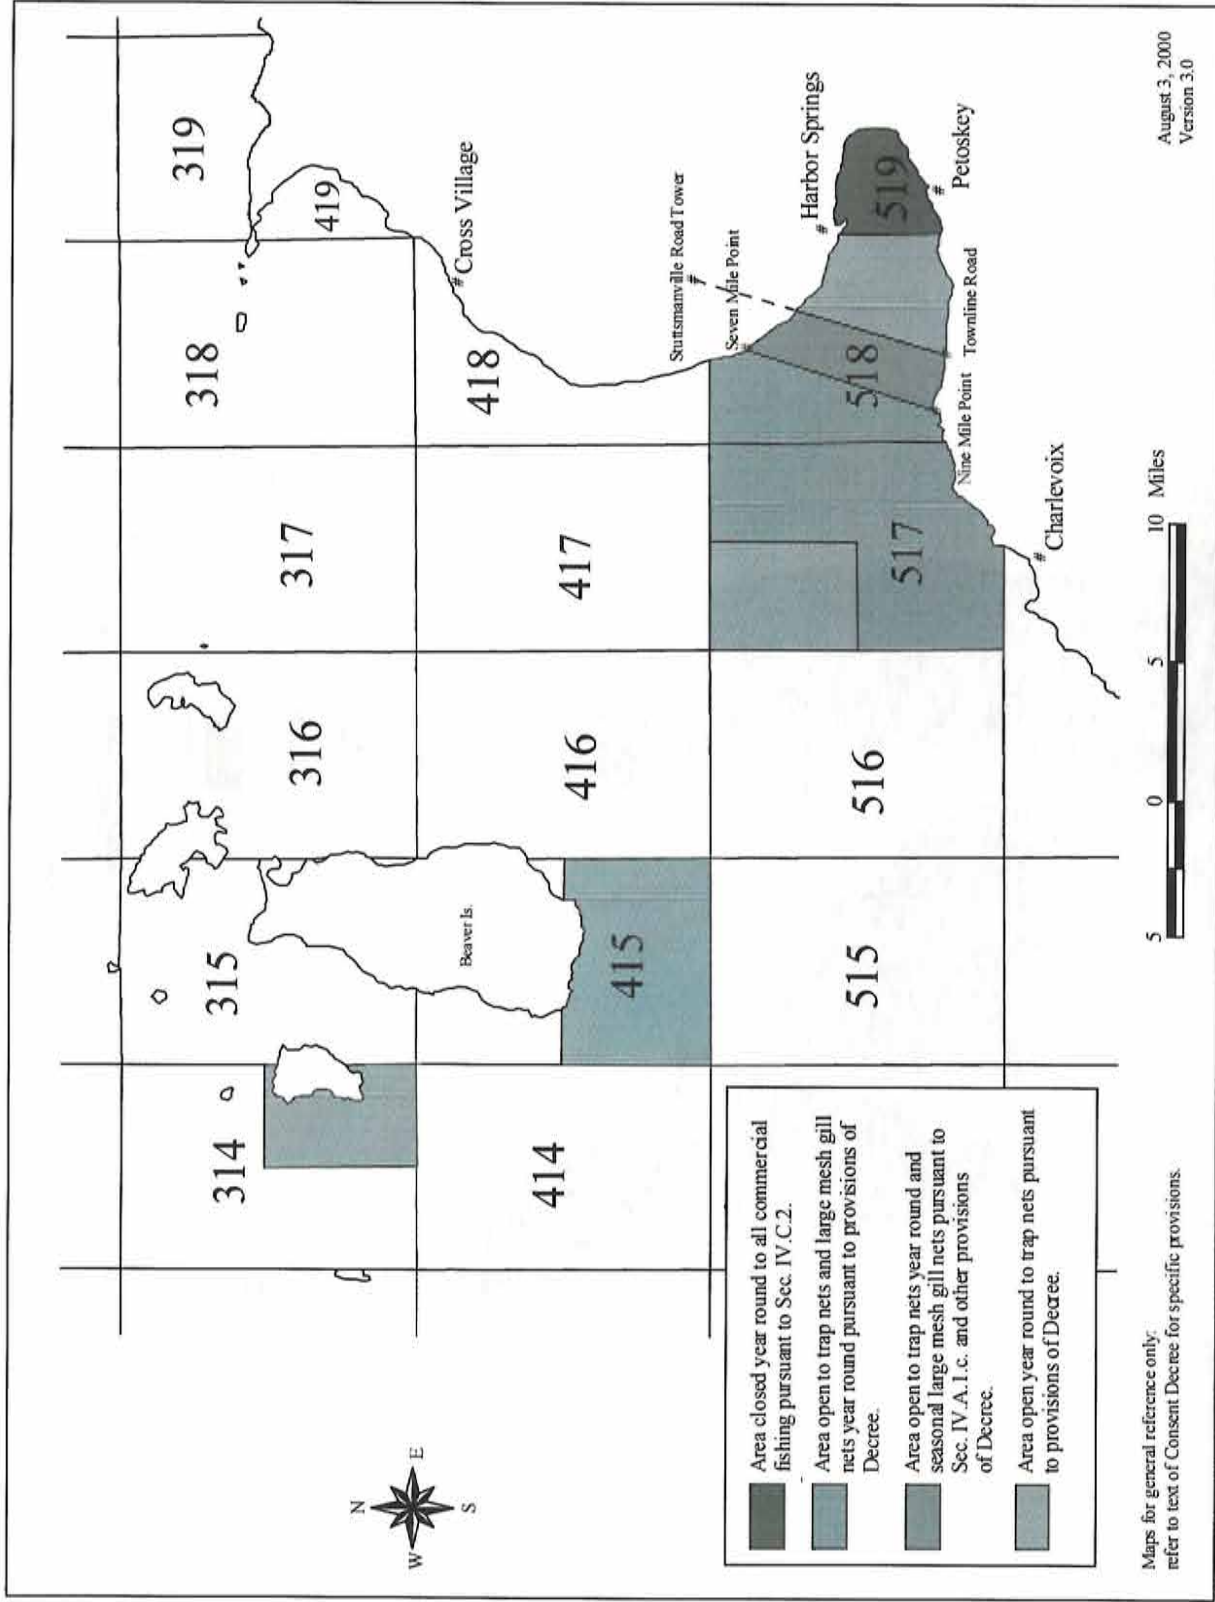 314
315
316
317
318
319
419
Cross Village
#
Beaver Is.
414
415
416
417
418
Stuttsmanville Road Tower
#
Seven Mile Point
#
Harbor Springs
#
515
516
517
518
519
#
Petoskey
#
Townline Road
#
Nine Mile Point
#
Charlevoix
N
W
E
S
Area closed year round to all commercial
fishing pursuant to Sec. IV.C.2.
Area open to trap nets and large mesh gill
nets year round pursuant to provisions of
Decree.
Area open to trap nets year round and
seasonal large mesh gill nets pursuant to
Sec. IV.A.1.c. and other provisions
of Decree.
Area open year round to trap nets pursuant
to provisions of Decree.
5
0
5
10
Miles
Maps for general reference only:
refer to text of Consent Decree for specific provisions.
August 3, 2000
Version 3.0